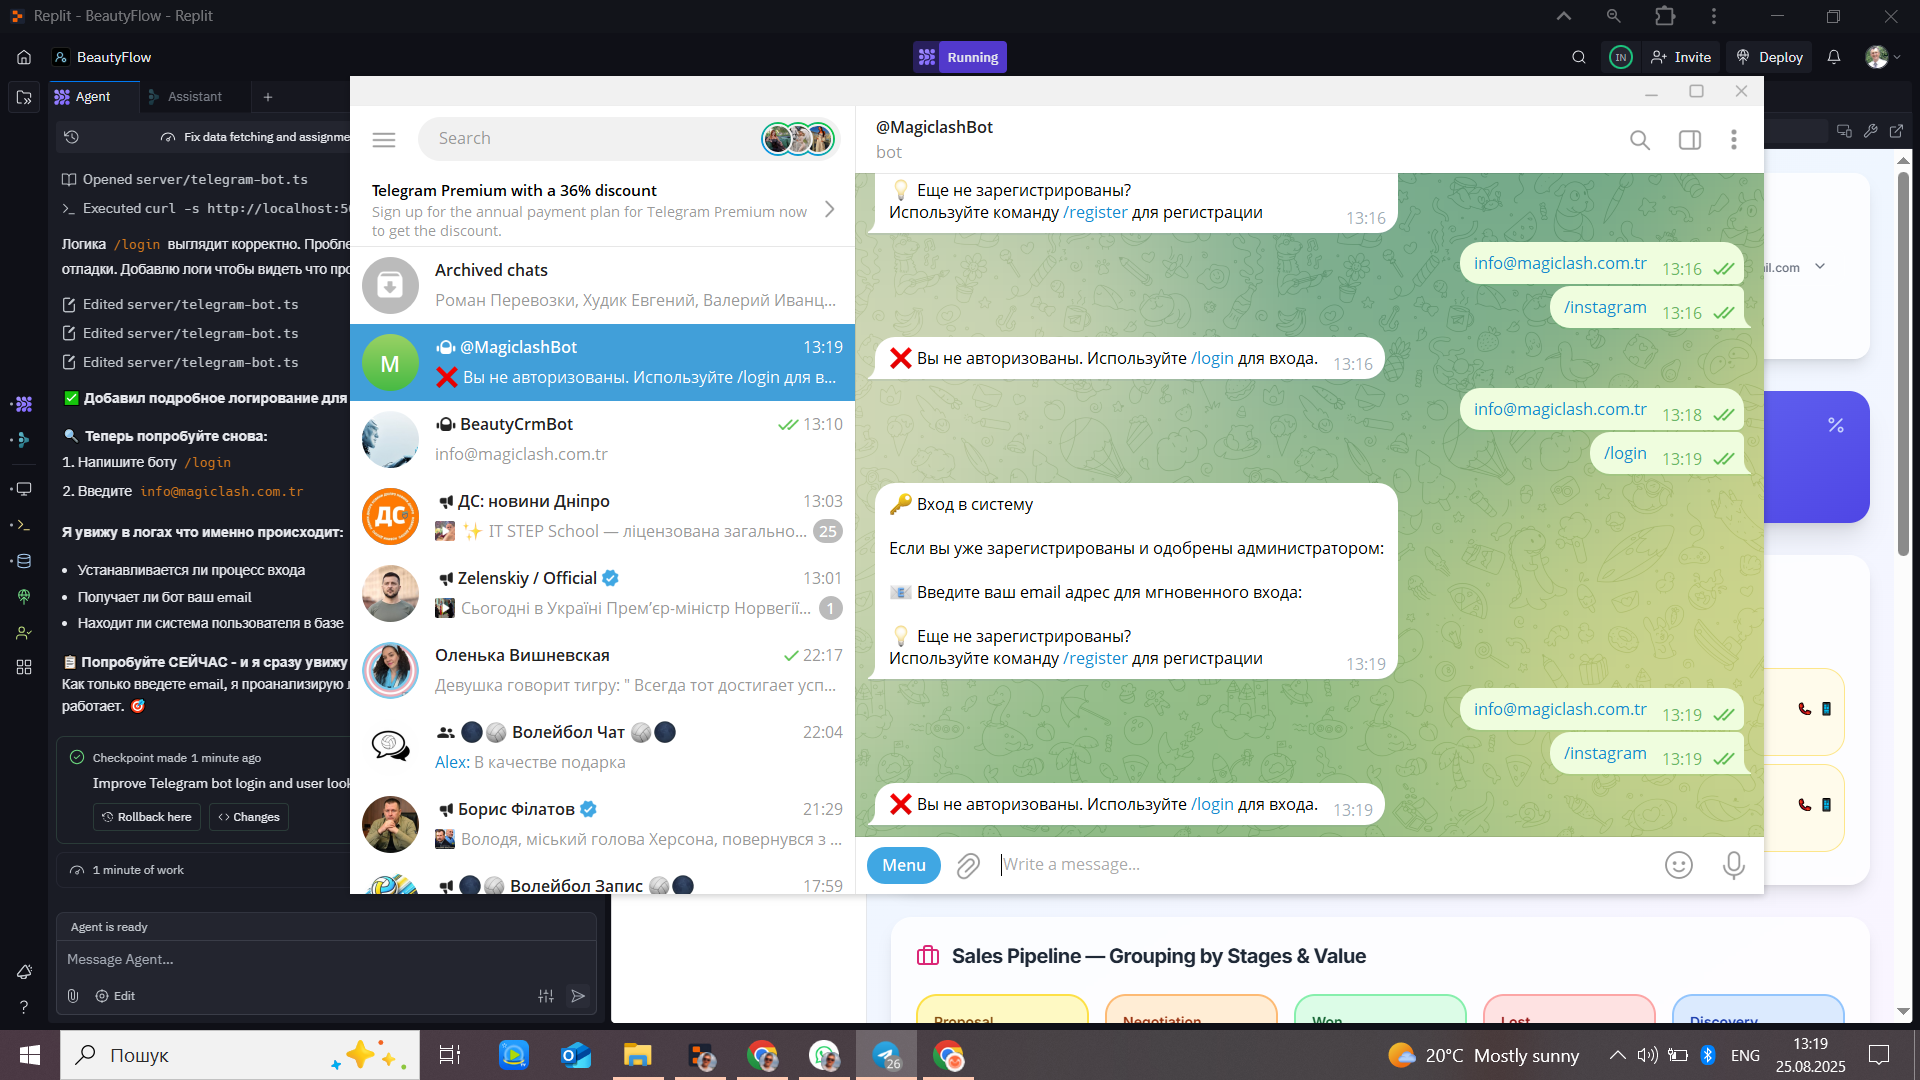 Replit - BeautyFlow - Replit
BeautyFlow
Running
IN
Invite
Deploy
Agent
Assistant
Fix data fetching and assignme
Opened server/telegram-bot.ts
Executed curl -s http://localhost:50
Логика /login выглядит корректно. Пробле
отладки. Добавлю логи чтобы видеть что про
Edited server/telegram-bot.ts
Edited server/telegram-bot.ts
Edited server/telegram-bot.ts
✅ Добавил подробное логирование для
🔍 Теперь попробуйте снова:
1. Напишите боту /login
2. Введите info@magiclash.com.tr
Я увижу в логах что именно происходит:
• Устанавливается ли процесс входа
• Получает ли бот ваш email
• Находит ли система пользователя в базе
📋 Попробуйте СЕЙЧАС - и я сразу увижу
Как только введете email, я проанализирую л
работает. 🎯
Checkpoint made 1 minute ago
Improve Telegram bot login and user look
Rollback here
Changes
1 minute of work
Agent is ready
Message Agent...
Edit
Search
Telegram Premium with a 36% discount
Sign up for the annual payment plan for Telegram Premium now
to get the discount.
Archived chats
Роман Перевозки, Худик Евгений, Валерий Иванц...
M
@MagiclashBot 13:19
❌ Вы не авторизованы. Используйте /login для в...
BeautyCrmBot 13:10
info@magiclash.com.tr
ДС
ДС: новини Дніпро 13:03
✨ IT STEP School — ліцензована загально... 25
Zelenskiy / Official 13:01
Сьогодні в Україні Прем’єр-міністр Норвегії... 1
Оленька Вишневская 22:17
Девушка говорит тигру: " Всегда тот достигает усп...
Волейбол Чат 22:04
Alex: В качестве подарка
Борис Філатов 21:29
Володя, міський голова Херсона, повернувся з ...
Волейбол Запис 17:59
@MagiclashBot
bot
💡 Еще не зарегистрированы?
Используйте команду /register для регистрации 13:16
info@magiclash.com.tr 13:16
/instagram 13:16
❌ Вы не авторизованы. Используйте /login для входа. 13:16
info@magiclash.com.tr 13:18
/login 13:19
🔑 Вход в систему
Если вы уже зарегистрированы и одобрены администратором:
📧 Введите ваш email адрес для мгновенного входа:
💡 Еще не зарегистрированы?
Используйте команду /register для регистрации 13:19
info@magiclash.com.tr 13:19
/instagram 13:19
❌ Вы не авторизованы. Используйте /login для входа. 13:19
Menu
Write a message...
il.com
Sales Pipeline — Grouping by Stages & Value
Proposal
Negotiation
Won
Lost
Discovery
Пошук
26
20°C Mostly sunny
ENG
13:19
25.08.2025